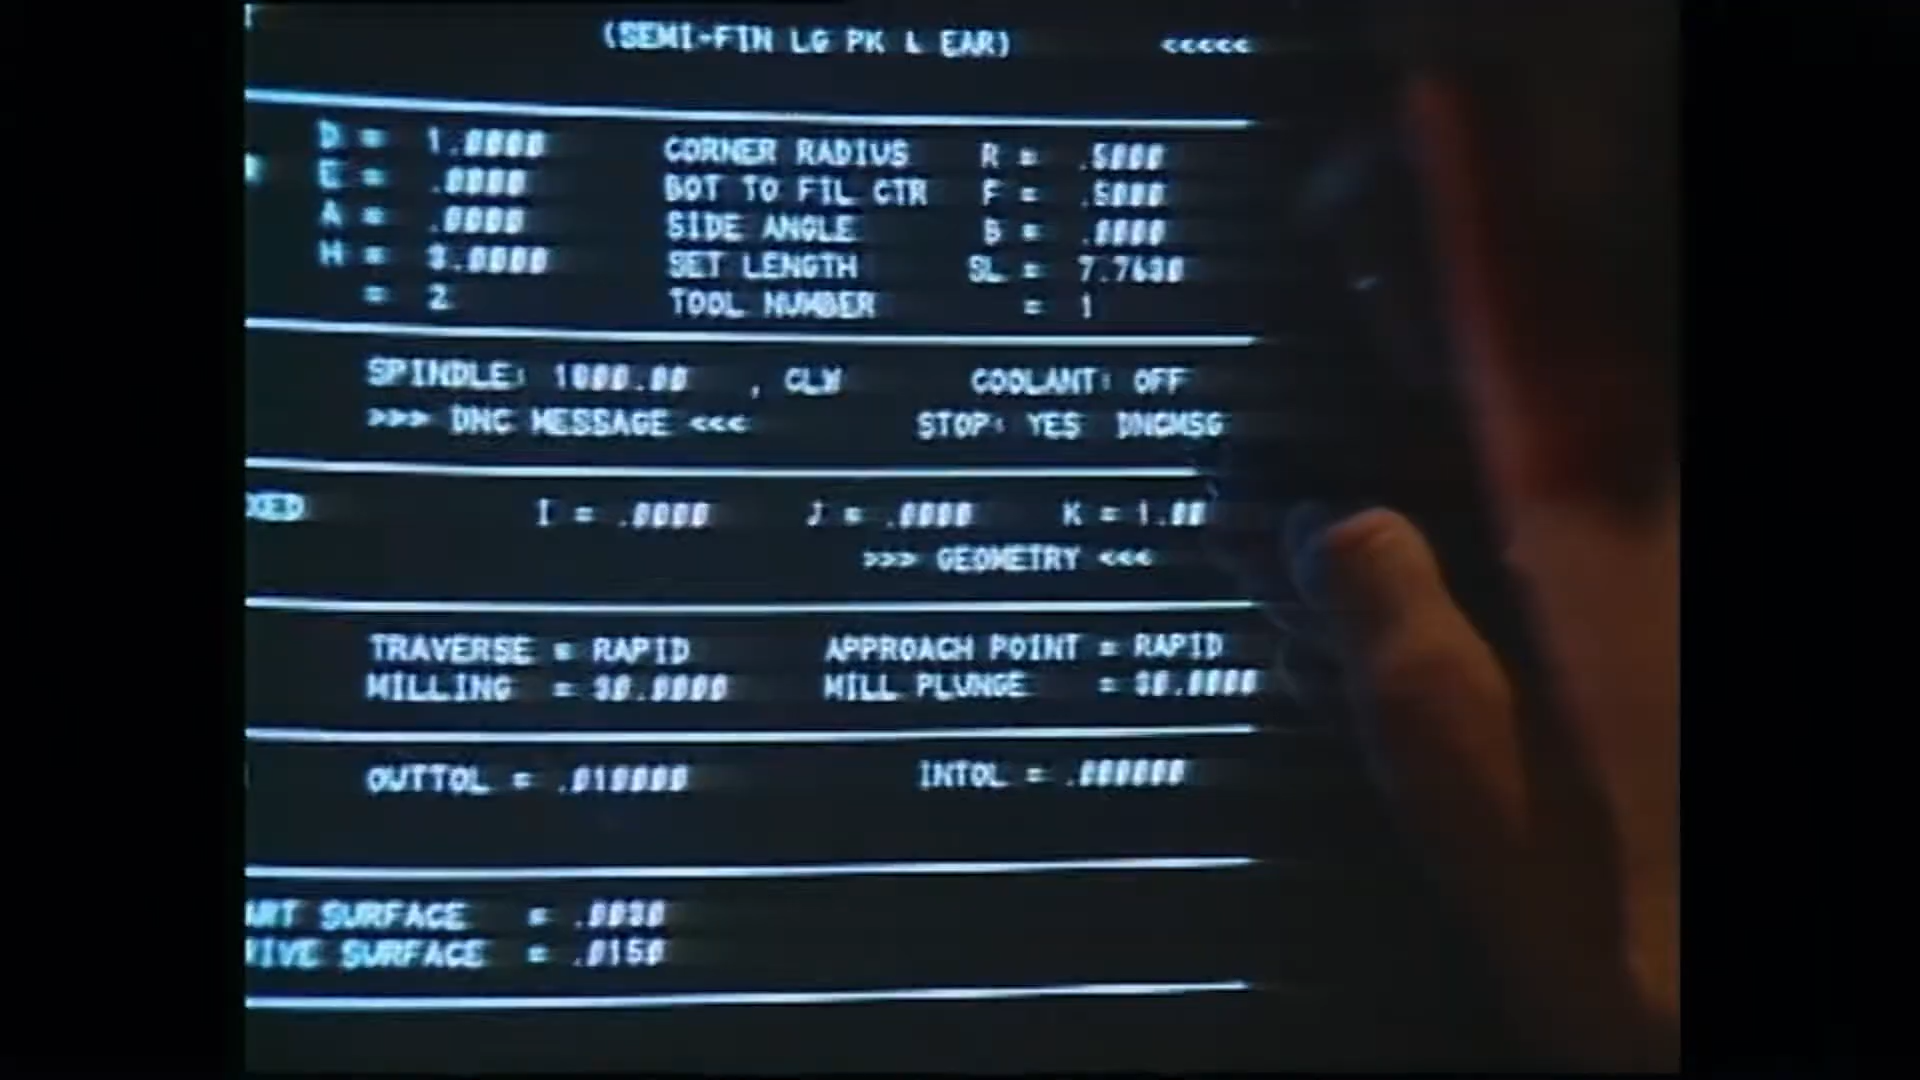 (SEMI-FIN LG PK L EAR) <<<<<
D = 1.0000 CORNER RADIUS R = .5000
E = .0000 BOT TO FIL CTR F = .5000
A = .0000 SIDE ANGLE B = .0000
H = 3.0000 SET LENGTH SL = 7.7630
= 2 TOOL NUMBER = 1
SPINDLE: 1000.00 , CLW COOLANT: OFF
>>> DNC MESSAGE <<< STOP: YES DNCMSG
XED I = .0000 J = .0000 K = 1.00
>>> GEOMETRY <<<
TRAVERSE = RAPID APPROACH POINT = RAPID
MILLING = 30.0000 MILL PLUNGE = 30.0000
OUTTOL = .010000 INTOL = .000000
ART SURFACE = .0030
RIVE SURFACE = .0150